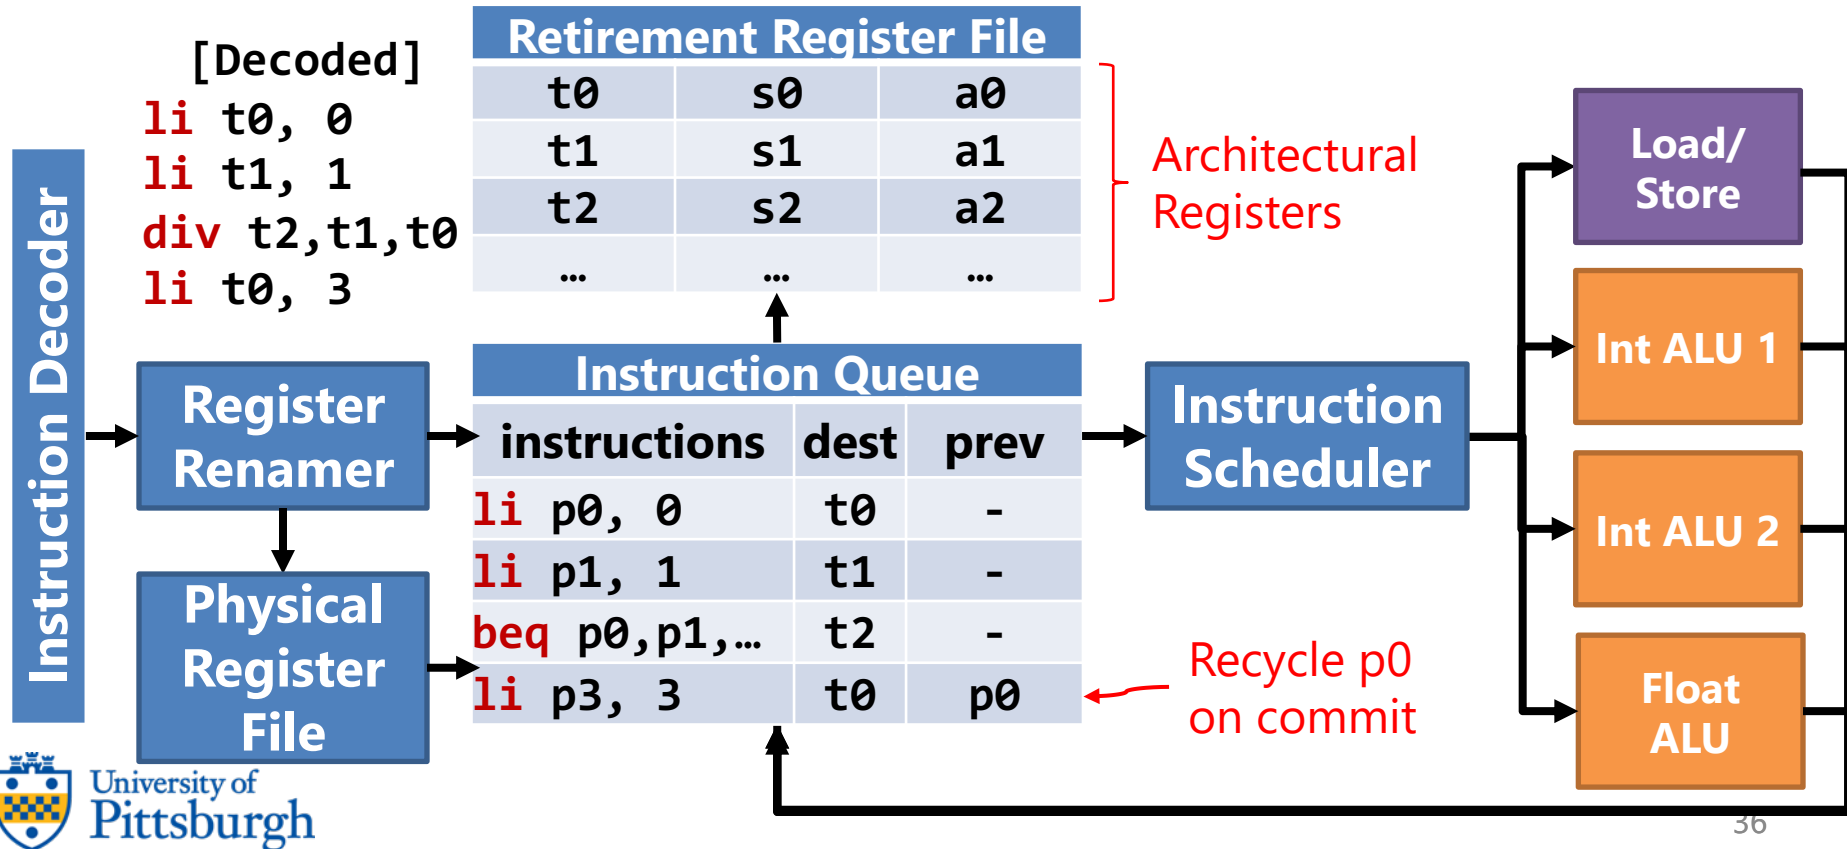 [Decoded]
li t0, 0
li t1, 1
div t2,t1,t0
li t0, 3
Instruction Decoder
Retirement Register File
t0 s0 a0
t1 s1 a1
t2 s2 a2
… … …
Architectural
Registers
Register
Renamer
Physical
Register
File
Instruction Queue
instructions dest prev
li p0, 0 t0 -
li p1, 1 t1 -
beq p0,p1,… t2 -
li p3, 3 t0 p0
Recycle p0
on commit
Instruction
Scheduler
Load/
Store
Int ALU 1
Int ALU 2
Float
ALU
University of
Pittsburgh
36